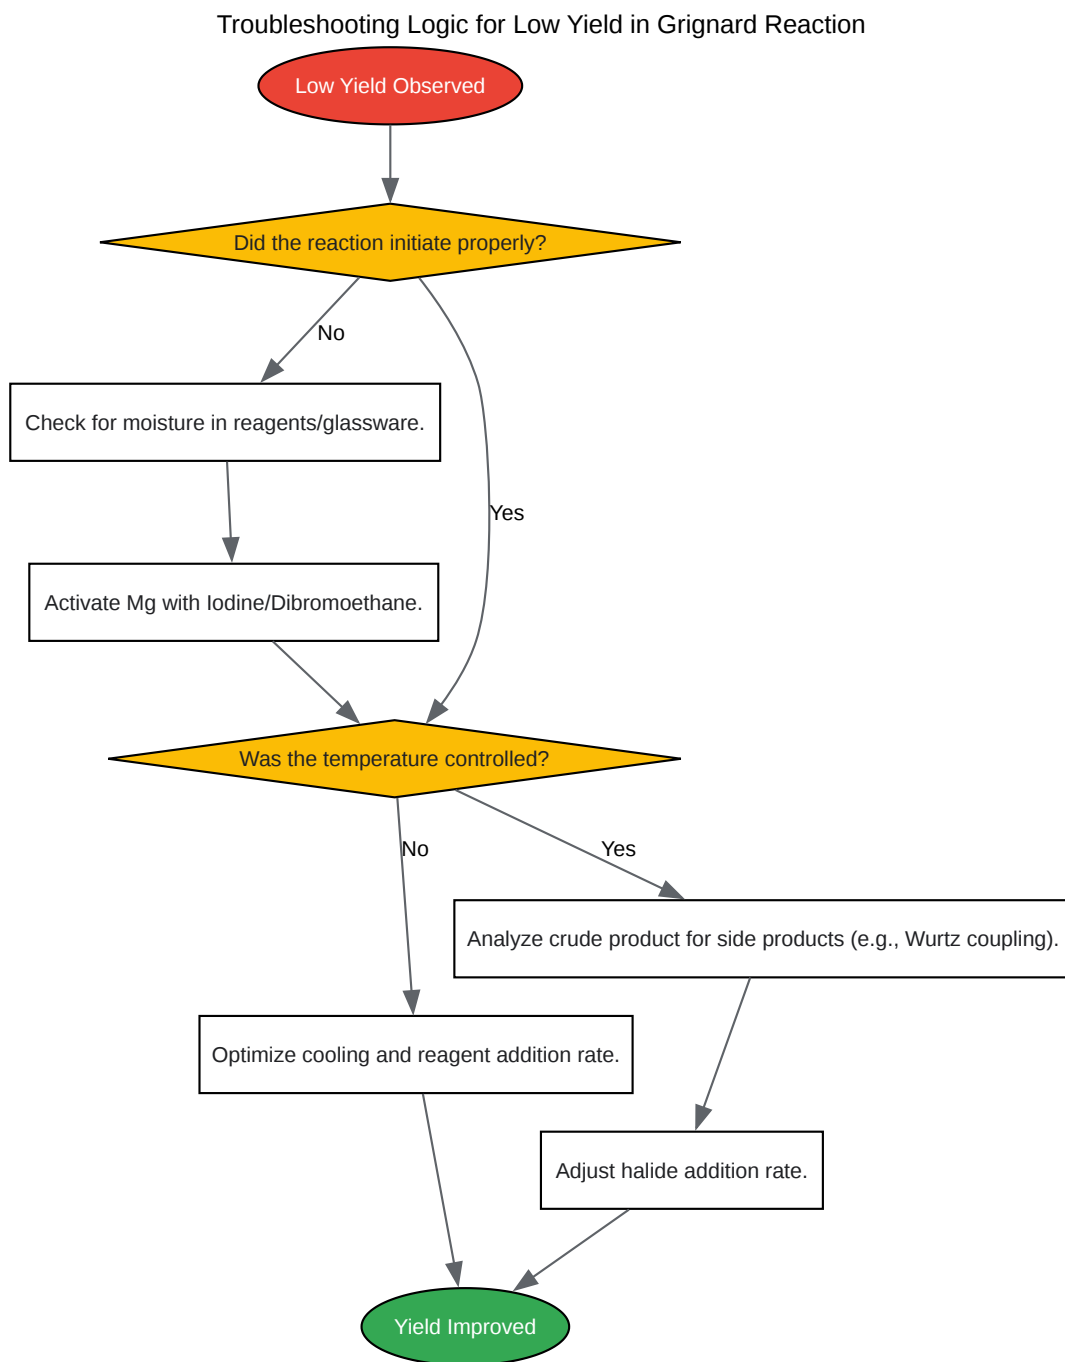 Troubleshooting Logic for Low Yield in Grignard Reaction
Low Yield Observed
Did the reaction initiate properly?
No
Check for moisture in reagents/glassware.
Yes
Activate Mg with Iodine/Dibromoethane.
Was the temperature controlled?
No
Yes
Analyze crude product for side products (e.g., Wurtz coupling).
Optimize cooling and reagent addition rate.
Adjust halide addition rate.
Yield Improved